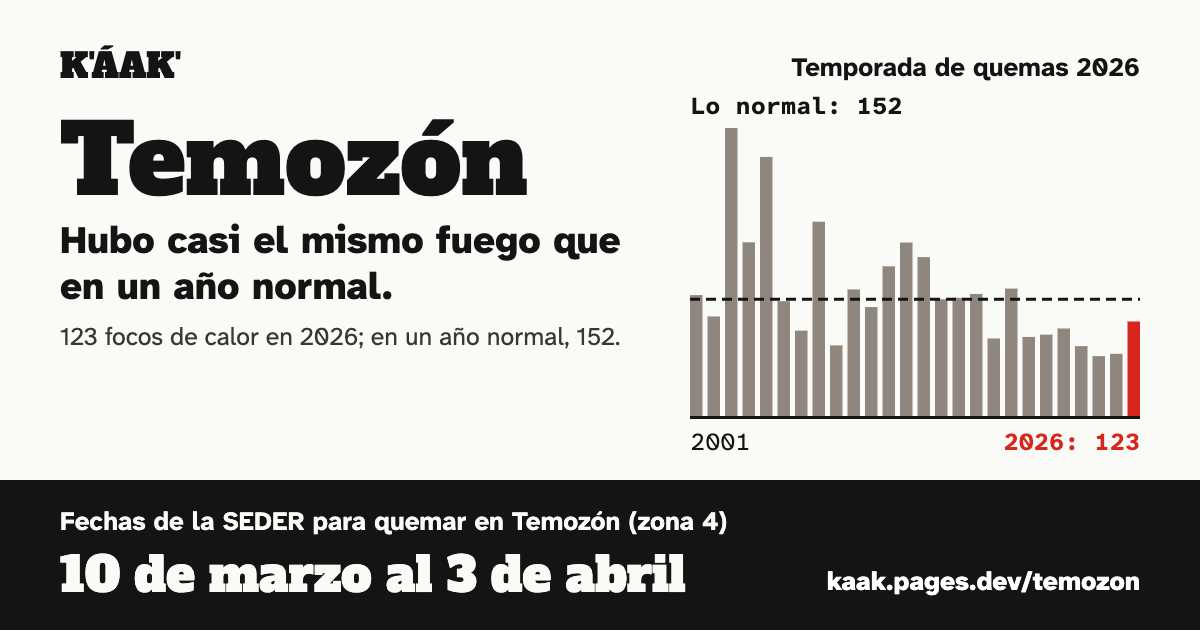 K'ÁAK'
Temozón
Hubo casi el mismo fuego que
en un año normal.
123 focos de calor en 2026; en un año normal, 152.
Temporada de quemas 2026
Lo normal: 152
2001
2026: 123
Fechas de la SEDER para quemar en Temozón (zona 4)
10 de marzo al 3 de abril
kaak.pages.dev/temozon